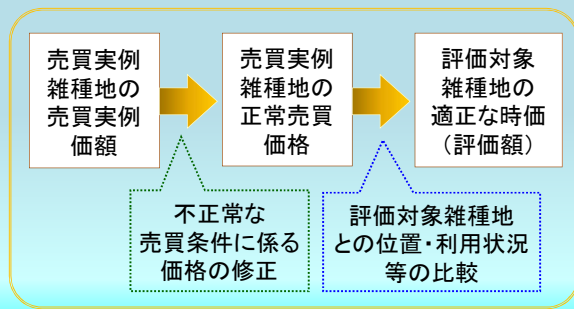 売買実例
雑種地の
売買実例
価額
売買実例
雑種地の
正常売買
価格
評価対象
雑種地の
適正な時価
（評価額）
不正常な
売買条件に係る
価格の修正
評価対象雑種地
との位置・利用状況
等の比較